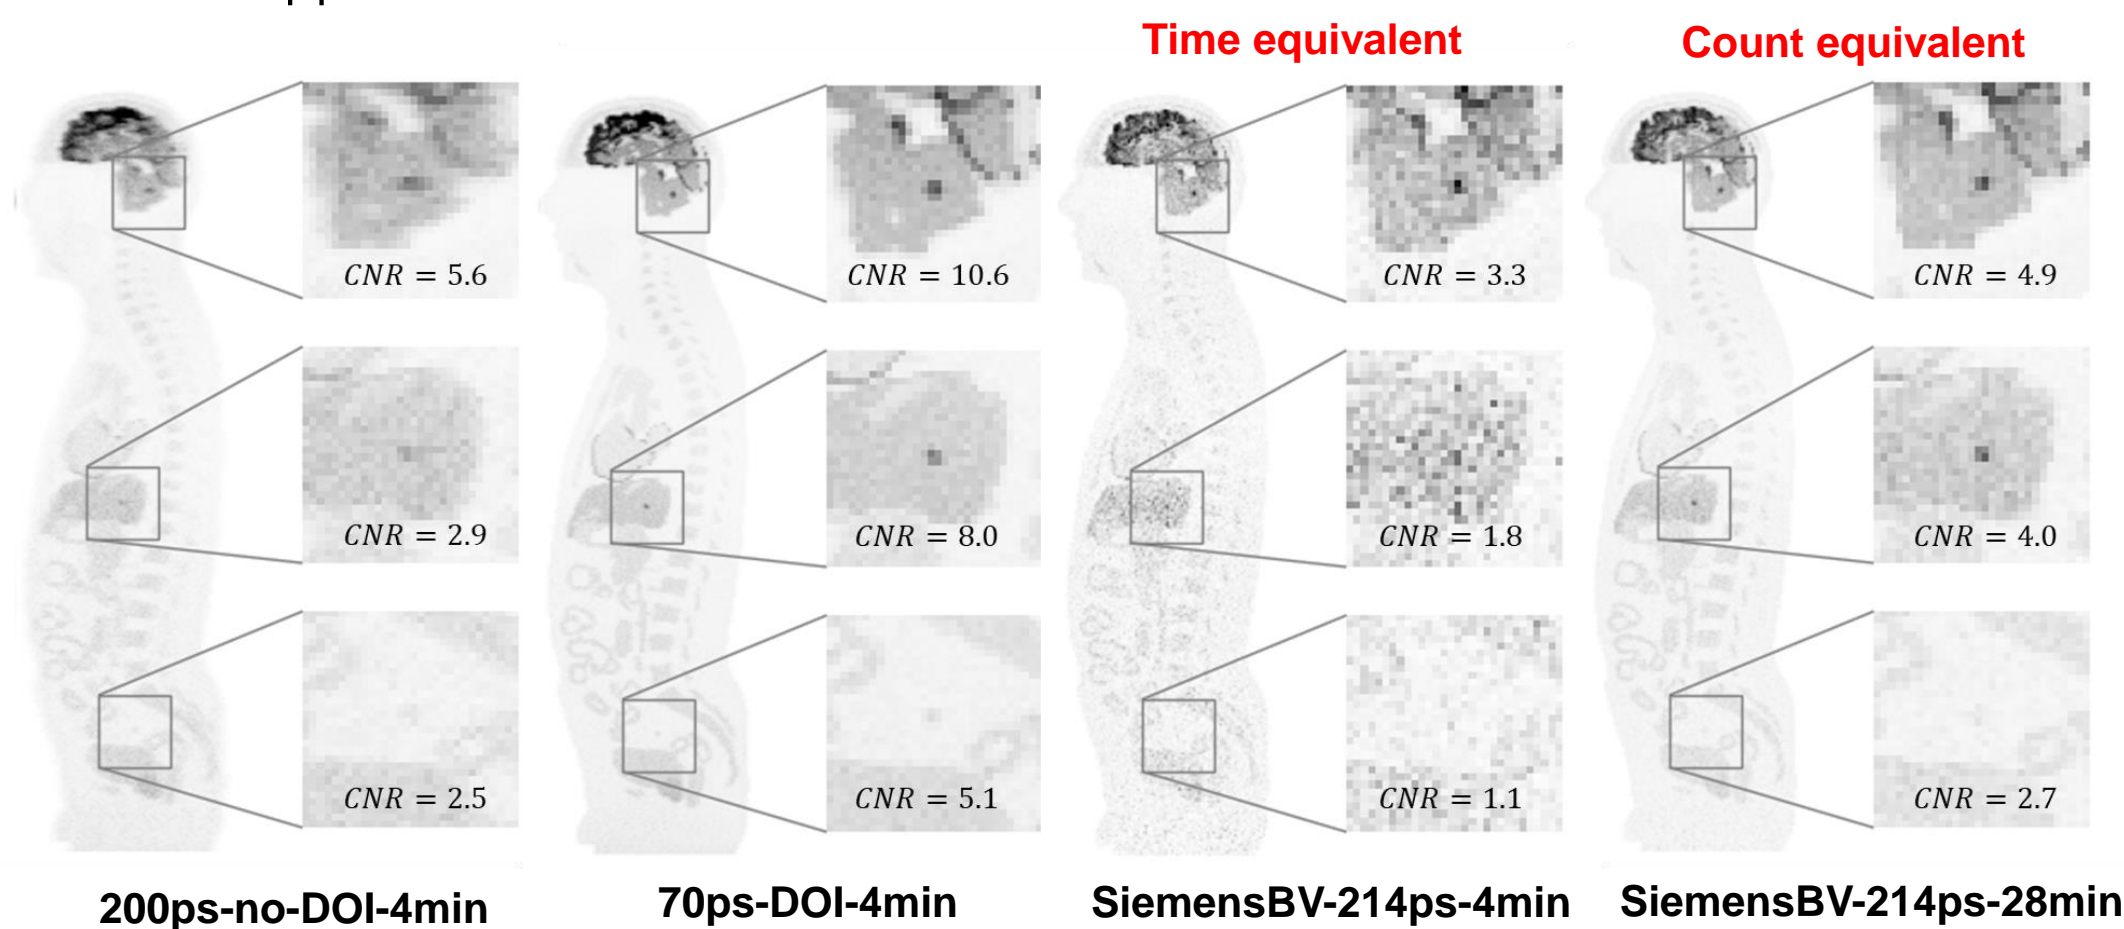 Time equivalent
Count equivalent
CNR = 5.6
CNR = 10.6
CNR = 3.3
CNR = 4.9
CNR = 2.9
CNR = 8.0
CNR = 1.8
CNR = 4.0
CNR = 2.5
CNR = 5.1
CNR = 1.1
CNR = 2.7
200ps-no-DOI-4min
70ps-DOI-4min
SiemensBV-214ps-4min
SiemensBV-214ps-28min